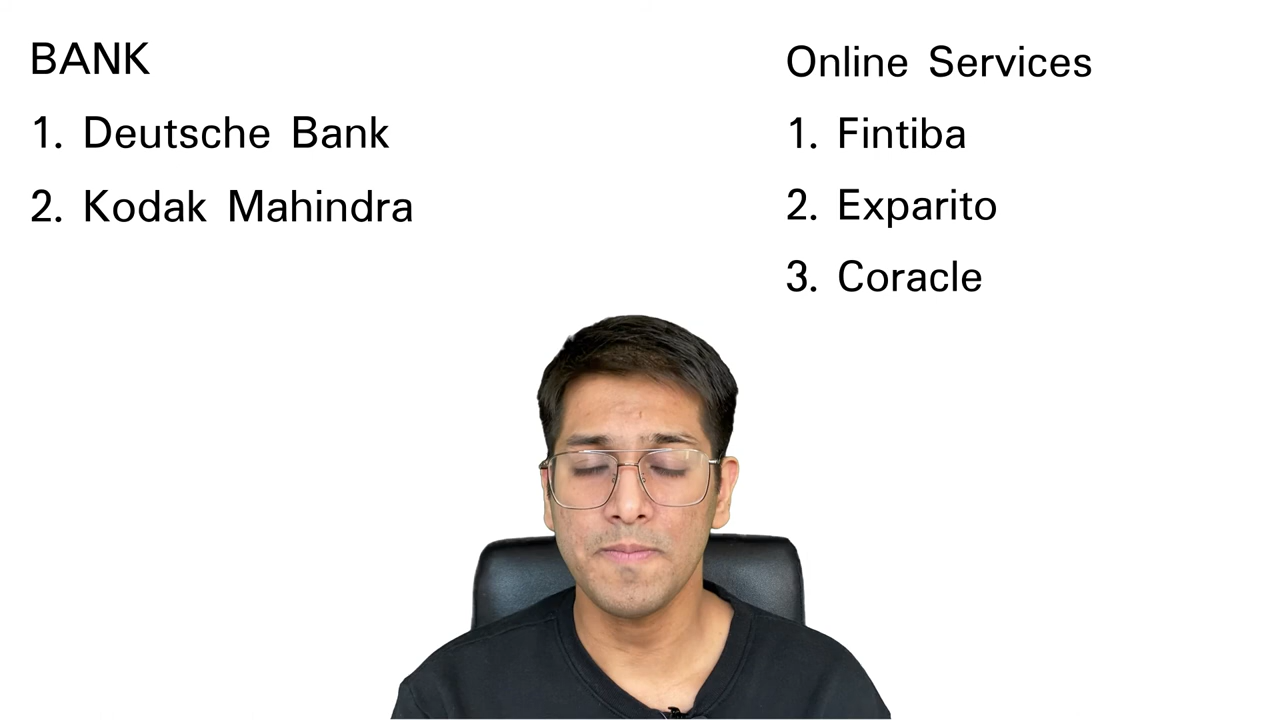 BANK
1. Deutsche Bank
2. Kodak Mahindra
Online Services
1. Fintiba
2. Exparito
3. Coracle